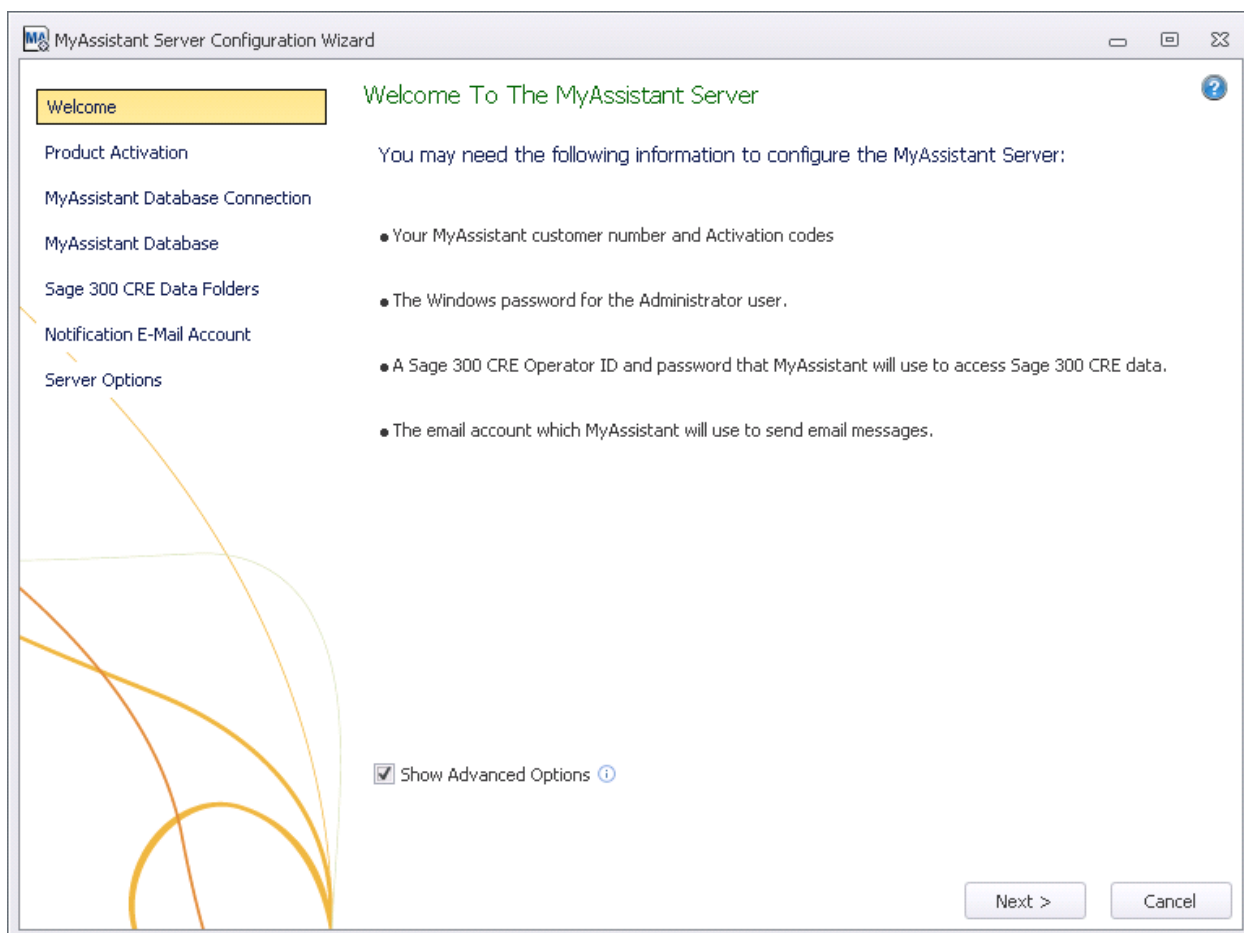 MA MyAssistant Server Configuration Wizard
Welcome
Product Activation
MyAssistant Database Connection
MyAssistant Database
Sage 300 CRE Data Folders
Notification E-Mail Account
Server Options
Welcome To The MyAssistant Server
?
You may need the following information to configure the MyAssistant Server:
● Your MyAssistant customer number and Activation codes
● The Windows password for the Administrator user.
● A Sage 300 CRE Operator ID and password that MyAssistant will use to access Sage 300 CRE data.
● The email account which MyAssistant will use to send email messages.
Show Advanced Options i
Next > Cancel